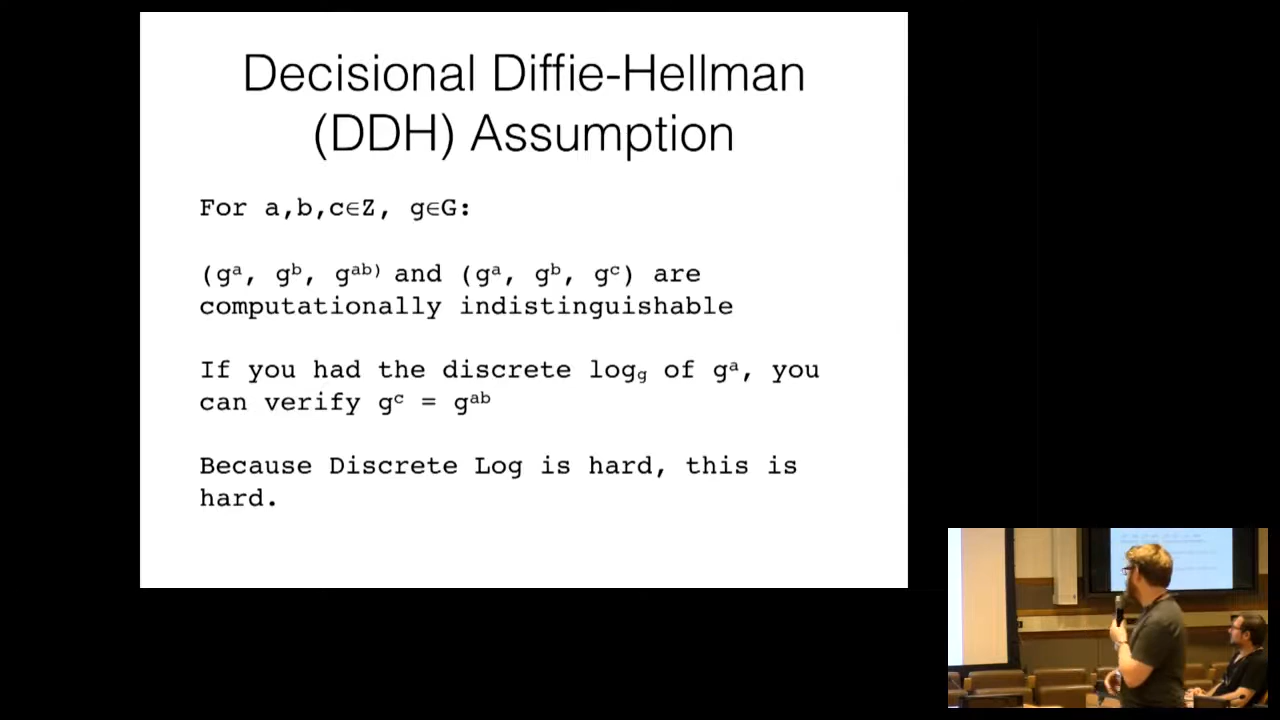 Decisional Diffie-Hellman
(DDH) Assumption
For a,b,c∈Z, g∈G:
(gᵃ, gᵇ, gᵃᵇ⁾ and (gᵃ, gᵇ, gᶜ) are
computationally indistinguishable
If you had the discrete log₉ of gᵃ, you
can verify gᶜ = gᵃᵇ
Because Discrete Log is hard, this is
hard.